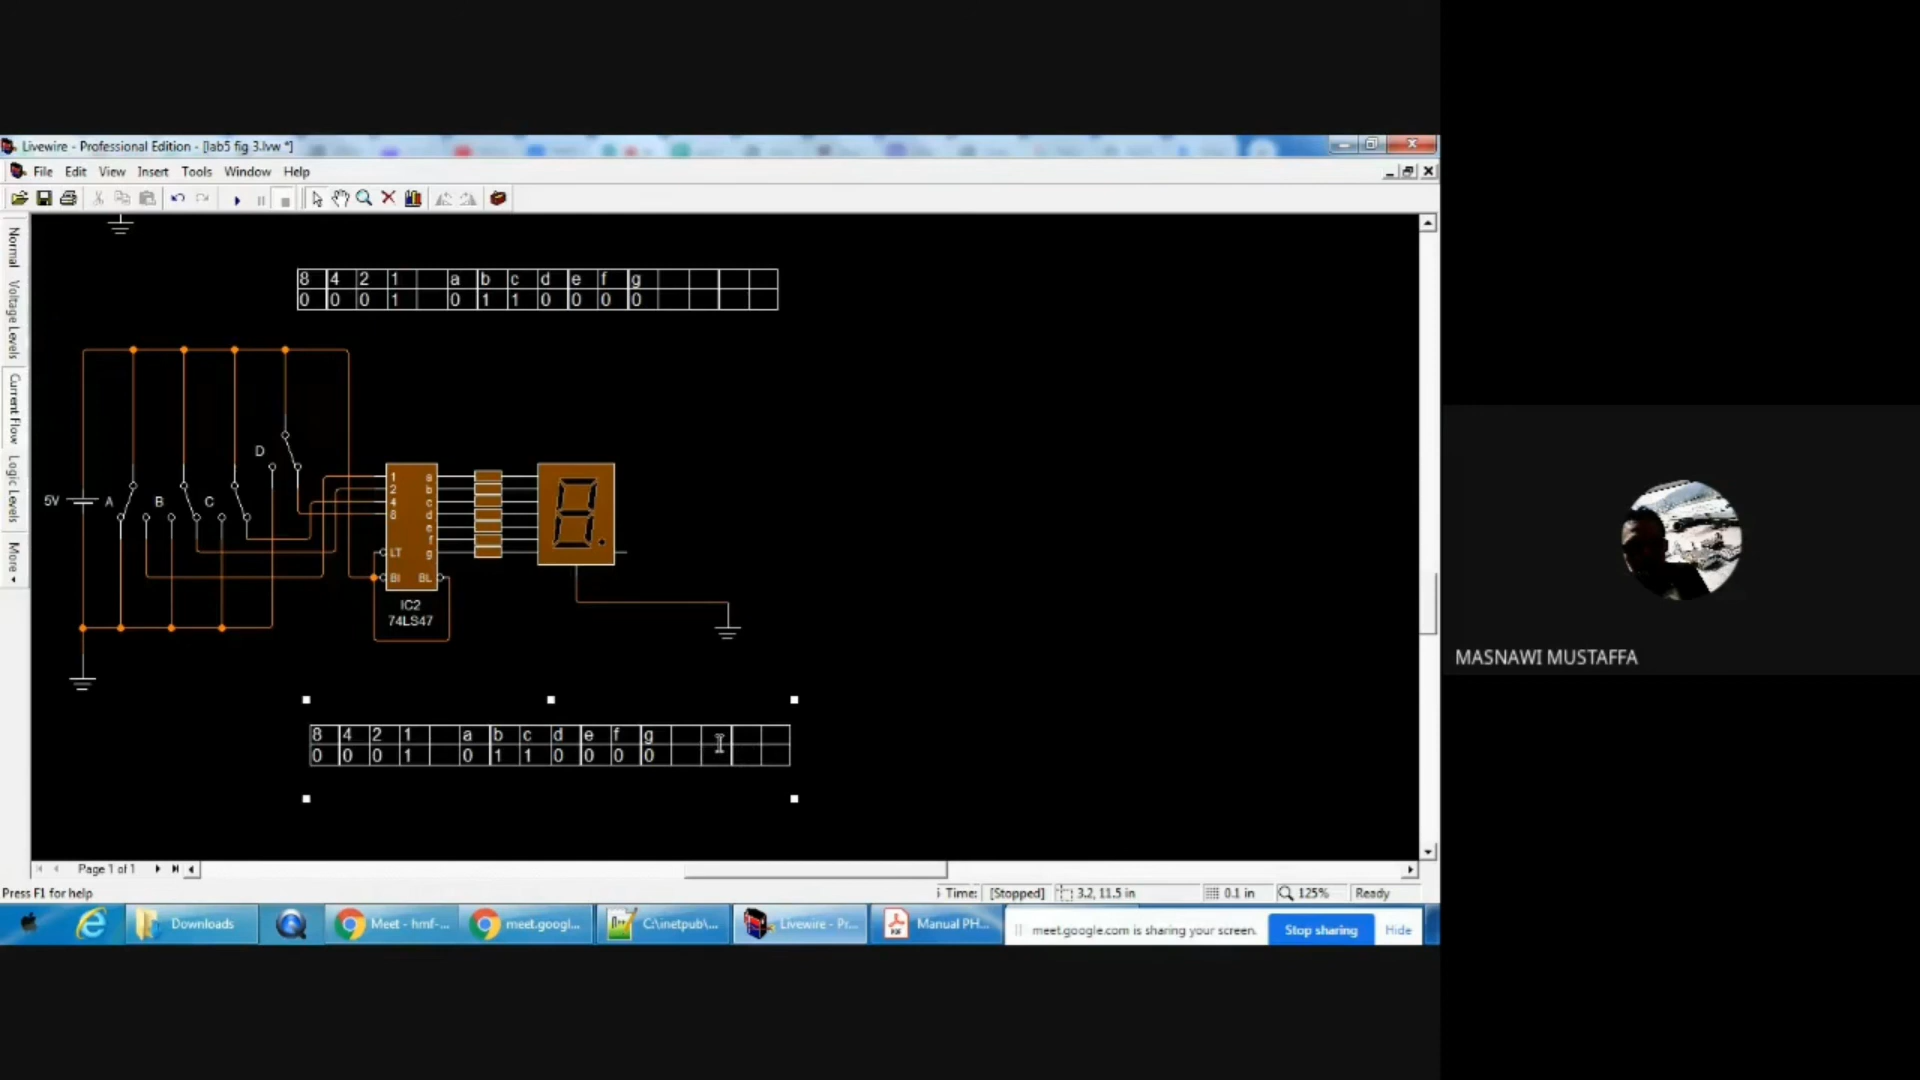 Livewire - Professional Edition - [lab5 fig 3.lvw *]
File Edit View Insert Tools Window Help
Normal
Voltage Levels
Current Flow
Logic Levels
More
8 4 2 1 a b c d e f g
0 0 0 1 0 1 1 0 0 0 0
D
5V A B C
1 a
2 b
4 c
8 d
e
f
LT g
BI BL
IC2
74LS47
8 4 2 1 a b c d e f g
0 0 0 1 0 1 1 0 0 0 0
MASNAWI MUSTAFFA
Page 1 of 1
Press F1 for help
Time: [Stopped] 3.2, 11.5 in 0.1 in 125% Ready
Downloads
Meet - hmf-...
meet.googl...
C:\inetpub\...
Livewire - Pr...
Manual PH...
meet.google.com is sharing your screen.
Stop sharing
Hide